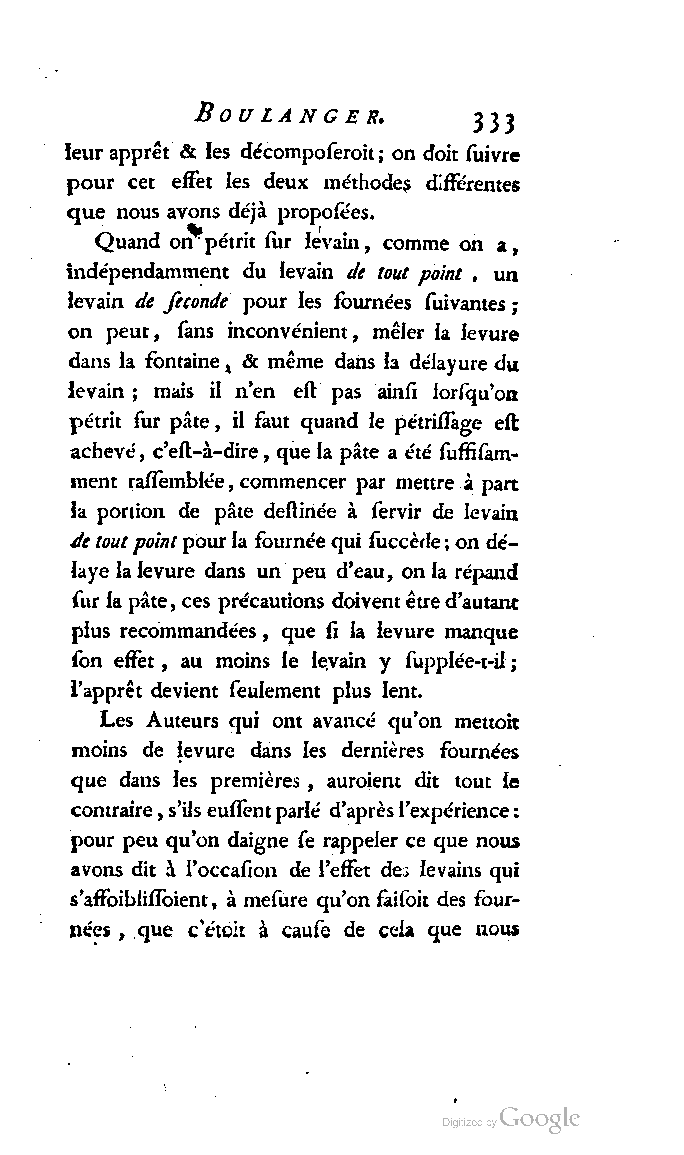 BOULANGER. 333
leur apprêt & les décompoſeroit; on doit ſuivre
pour cet effet les deux méthodes différentes
que nous avons déjà propoſées.
Quand on pétrit ſur levain, comme on a,
indépendamment du levain de tout point, un
levain de ſeconde pour les fournées ſuivantes;
on peut, ſans inconvénient, mêler la levure
dans la fontaine, & même dans la délayure du
levain; mais il n'en eſt pas ainſi lorſqu'on
pétrit ſur pâte, il faut quand le pétriſſage eſt
achevé, c'eſt-à-dire, que la pâte a été ſuffiſam-
ment raſſemblée, commencer par mettre à part
la portion de pâte deſtinée à ſervir de levain
de tout point pour la fournée qui ſuccède; on dé-
laye la levure dans un peu d'eau, on la répand
ſur la pâte, ces précautions doivent être d'autant
plus recommandées, que ſi la levure manque
ſon effet, au moins le levain y ſupplée-t-il;
l'apprêt devient ſeulement plus lent.
Les Auteurs qui ont avancé qu'on mettoit
moins de levure dans les dernières fournées
que dans les premières, auroient dit tout le
contraire, s'ils euſſent parlé d'après l'expérience:
pour peu qu'on daigne ſe rappeler ce que nous
avons dit à l'occaſion de l'effet des levains qui
s'affoibliſſoient, à meſure qu'on faiſoit des four-
nées, que c'étoit à cauſe de cela que nous
Digitized by Google